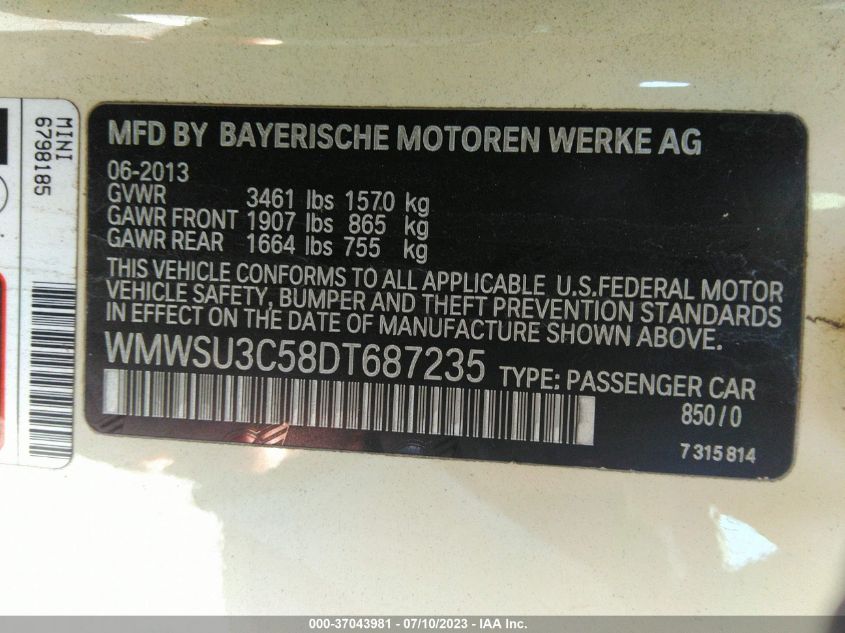 MINI
6798185
MFD BY BAYERISCHE MOTOREN WERKE AG
06-2013
GVWR 3461 lbs 1570 kg
GAWR FRONT 1907 lbs 865 kg
GAWR REAR 1664 lbs 755 kg
THIS VEHICLE CONFORMS TO ALL APPLICABLE U.S.FEDERAL MOTOR
VEHICLE SAFETY, BUMPER AND THEFT PREVENTION STANDARDS
IN EFFECT ON THE DATE OF MANUFACTURE SHOWN ABOVE.
WMWSU3C58DT687235 TYPE: PASSENGER CAR
850/0
7315814
000-37043981 - 07/10/2023 - IAA Inc.